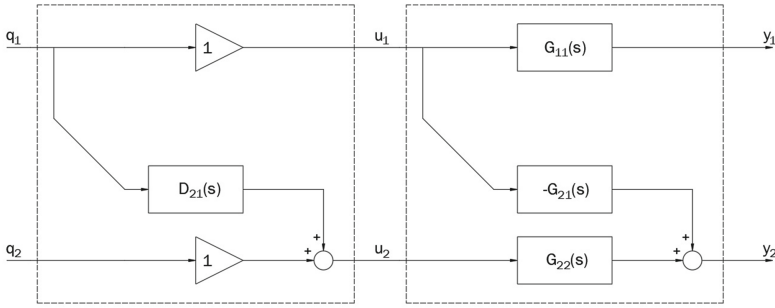 q1 1 u1 G11(s) y1
D21(s) + -G21(s) +
q2 1 + u2 G22(s) + y2